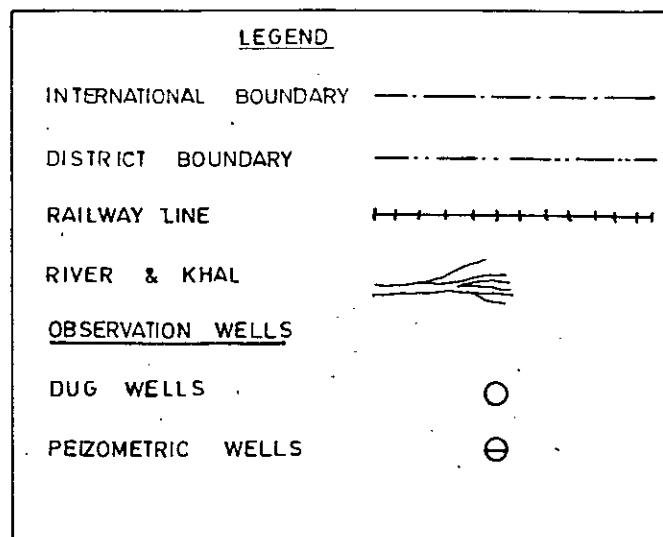 LEGEND
INTERNATIONAL BOUNDARY
DISTRICT BOUNDARY
RAILWAY LINE
RIVER & KHAL
OBSERVATION WELLS
DUG WELLS
PEIZOMETRIC WELLS